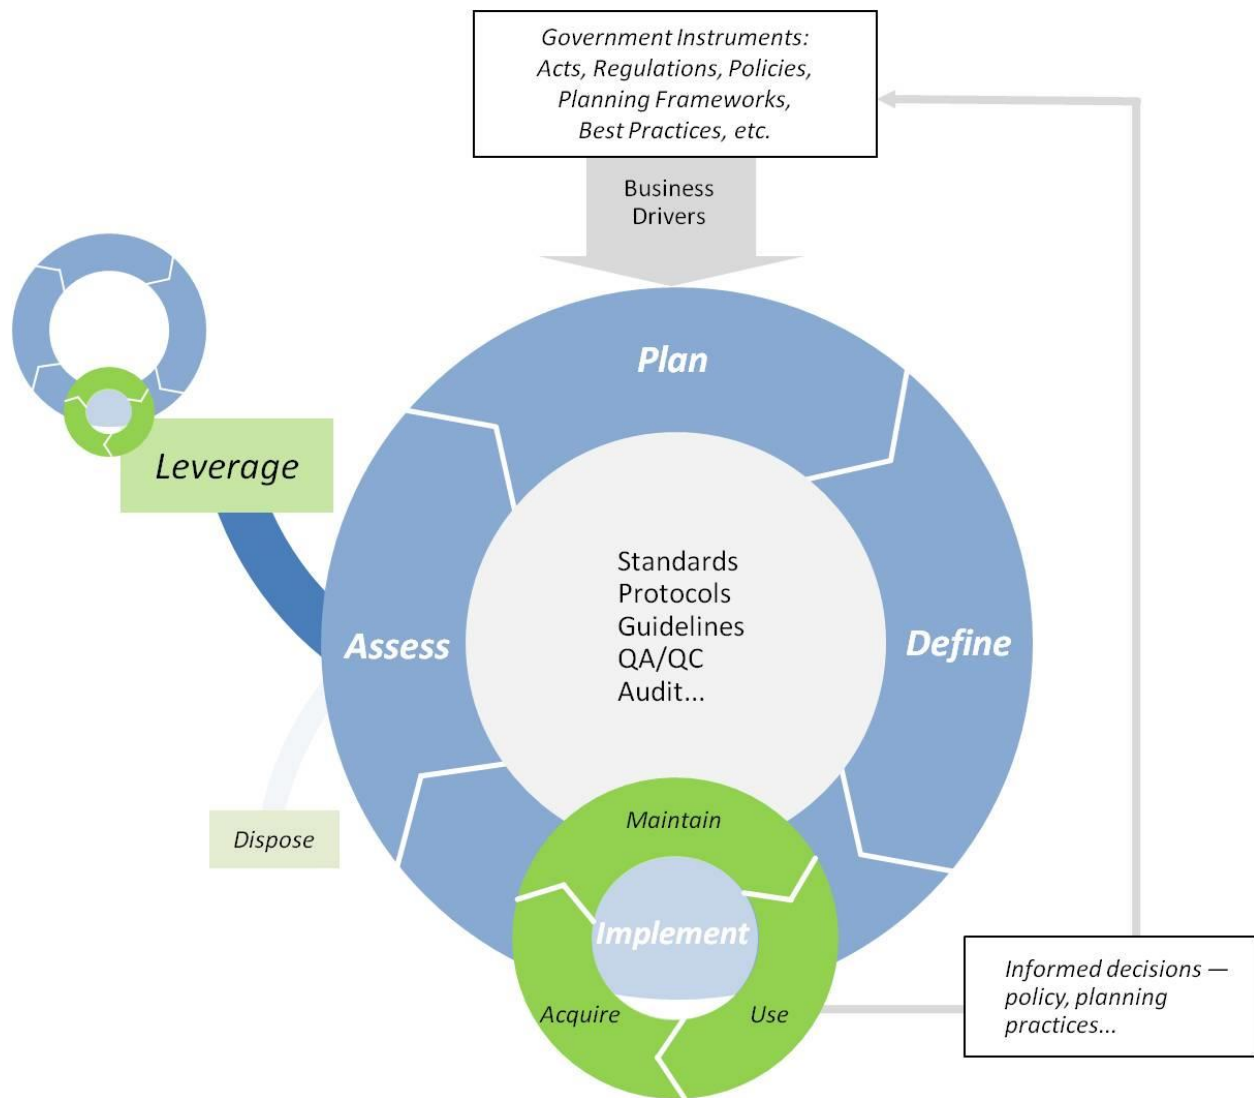 Government Instruments:
Acts, Regulations, Policies,
Planning Frameworks,
Best Practices, etc.
Business
Drivers
Plan
Leverage
Standards
Protocols
Guidelines
QA/QC
Audit...
Assess
Define
Maintain
Dispose
Implement
Acquire
Use
Informed decisions —
policy, planning
practices...